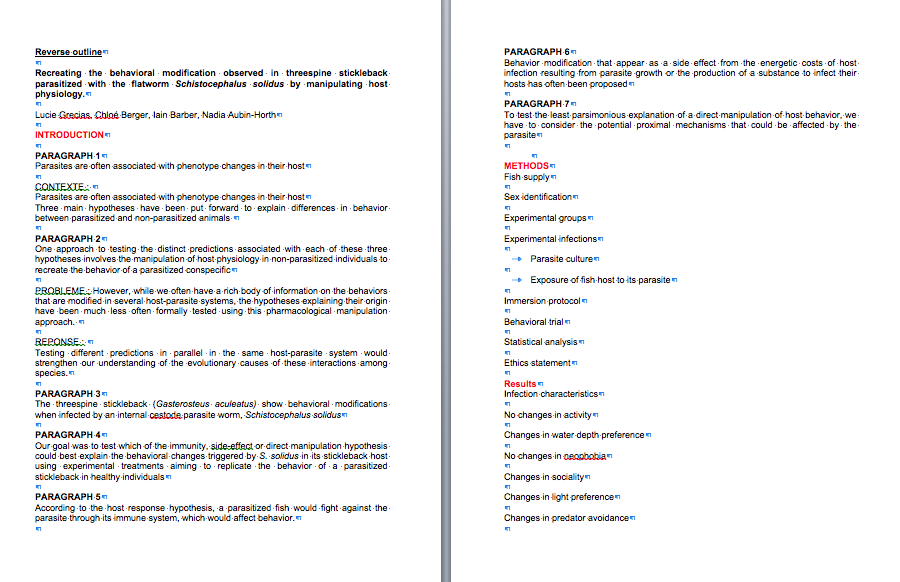 Reverse outline
Recreating the behavioral modification observed in threespine stickleback
parasitized with the flatworm Schistocephalus solidus by manipulating host
physiology.
Lucie Grecias, Chloé Berger, Iain Barber, Nadia Aubin-Horth
INTRODUCTION
PARAGRAPH 1
Parasites are often associated with phenotype changes in their host
CONTEXTE :
Parasites are often associated with phenotype changes in their host
Three main hypotheses have been put forward to explain differences in behavior
between parasitized and non-parasitized animals
PARAGRAPH 2
One approach to testing the distinct predictions associated with each of these three
hypotheses involves the manipulation of host physiology in non-parasitized individuals to
recreate the behavior of a parasitized conspecific
PROBLEME : However, while we often have a rich body of information on the behaviors
that are modified in several host-parasite systems, the hypotheses explaining their origin
have been much less often formally tested using this pharmacological manipulation
approach.
REPONSE :
Testing different predictions in parallel in the same host-parasite system would
strengthen our understanding of the evolutionary causes of these interactions among
species.
PARAGRAPH 3
The threespine stickleback (Gasterosteus aculeatus) show behavioral modifications
when infected by an internal cestode parasite worm, Schistocephalus solidus
PARAGRAPH 4
Our goal was to test which of the immunity, side-effect or direct manipulation hypothesis
could best explain the behavioral changes triggered by S. solidus in its stickleback host
using experimental treatments aiming to replicate the behavior of a parasitized
stickleback in healthy individuals
PARAGRAPH 5
According to the host response hypothesis, a parasitized fish would fight against the
parasite through its immune system, which would affect behavior.
PARAGRAPH 6
Behavior modification that appear as a side effect from the energetic costs of host
infection resulting from parasite growth or the production of a substance to infect their
hosts has often been proposed
PARAGRAPH 7
To test the least parsimonious explanation of a direct manipulation of host behavior, we
have to consider the potential proximal mechanisms that could be affected by the
parasite
METHODS
Fish supply
Sex identification
Experimental groups
Experimental infections
→ Parasite culture
→ Exposure of fish host to its parasite
Immersion protocol
Behavioral trial
Statistical analysis
Ethics statement
Results
Infection characteristics
No changes in activity
Changes in water depth preference
No changes in neophobia
Changes in sociality
Changes in light preference
Changes in predator avoidance